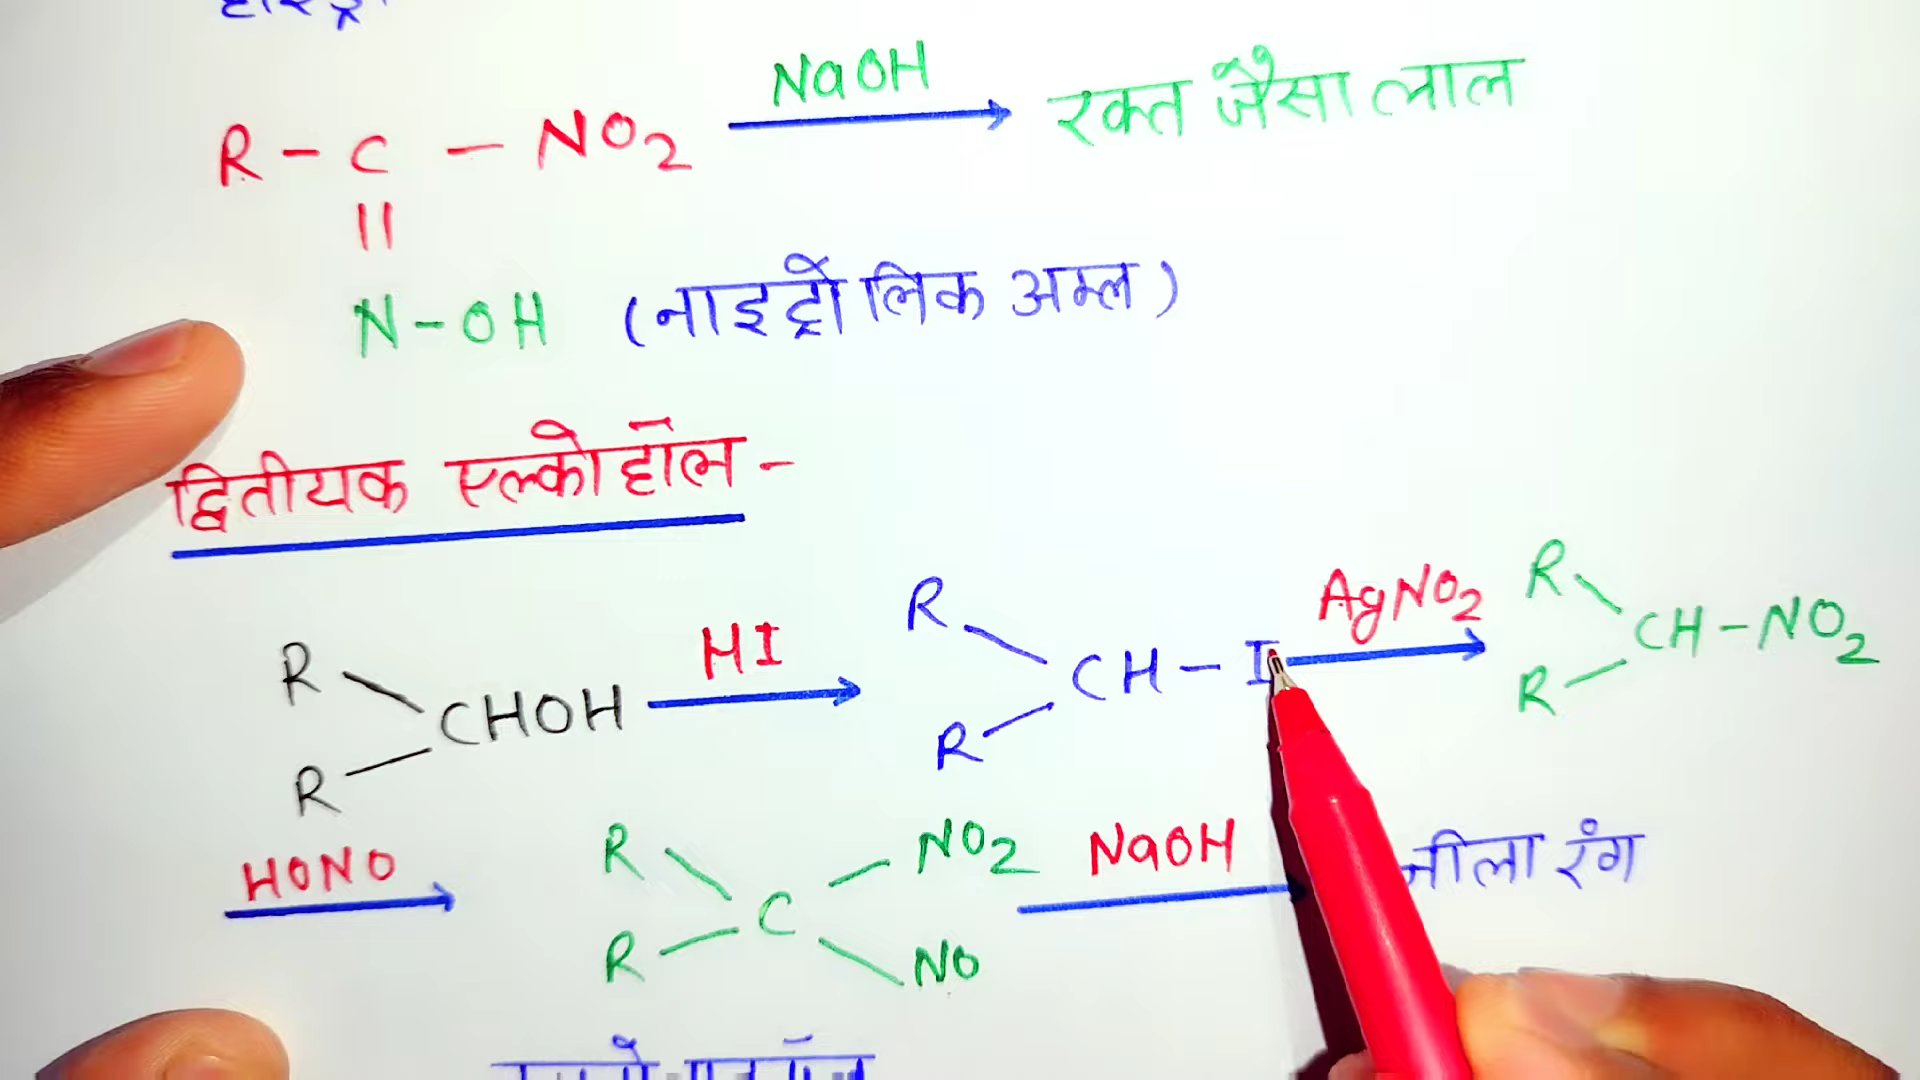 NaOH
R - C - NO2 → रक्त जैसा लाल
||
N-OH (नाइट्रोलिक अम्ल)
द्वितीयक एल्कोहॉल -
R R CHOH HI → R R CH - I AgNO2 → R R CH-NO2
HONO → R R C NO2 NO NaOH नीला रंग